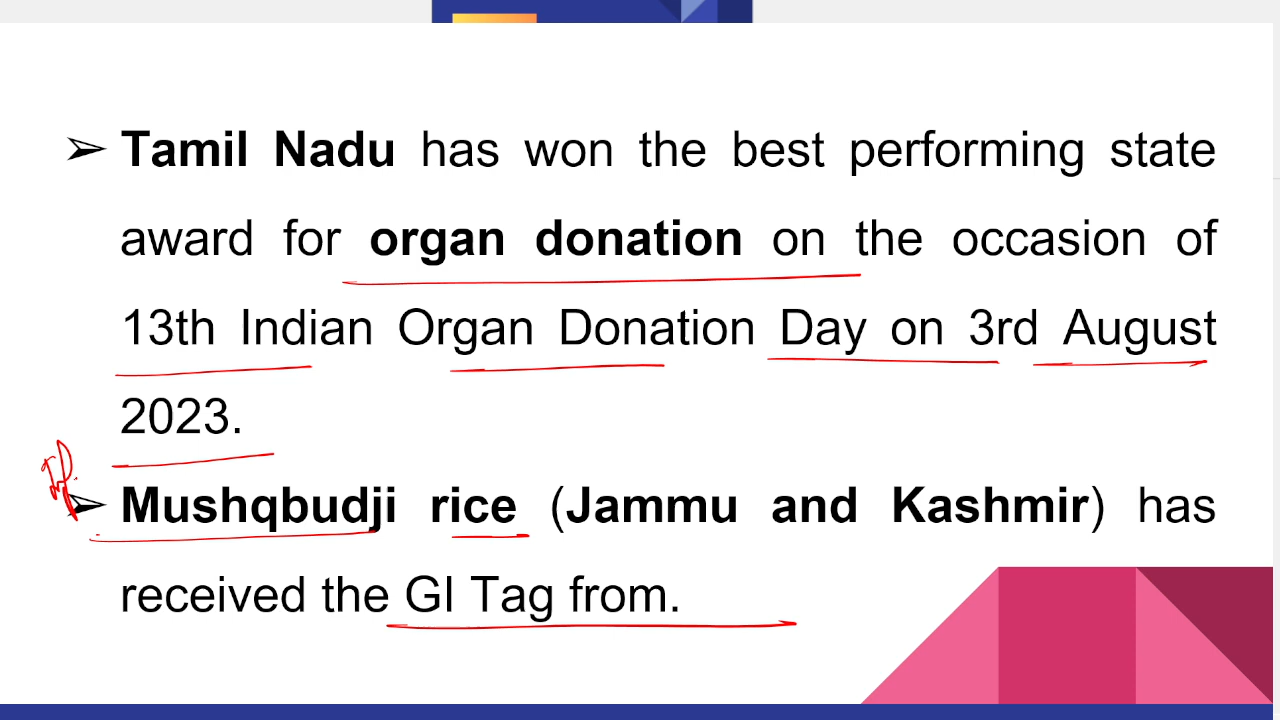 ➢ Tamil Nadu has won the best performing state
award for organ donation on the occasion of
13th Indian Organ Donation Day on 3rd August
2023.
➢ Mushqbudji rice (Jammu and Kashmir) has
received the GI Tag from.